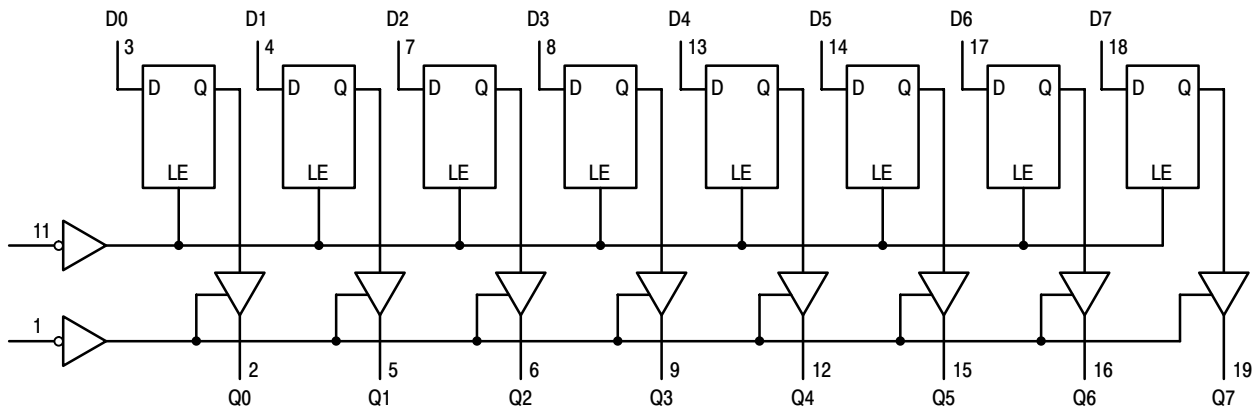 D0 D1 D2 D3 D4 D5 D6 D7
3 4 7 8 13 14 17 18
D Q D Q D Q D Q D Q D Q D Q D Q
LE LE LE LE LE LE LE LE
11
1
2 5 6 9 12 15 16 19
Q0 Q1 Q2 Q3 Q4 Q5 Q6 Q7